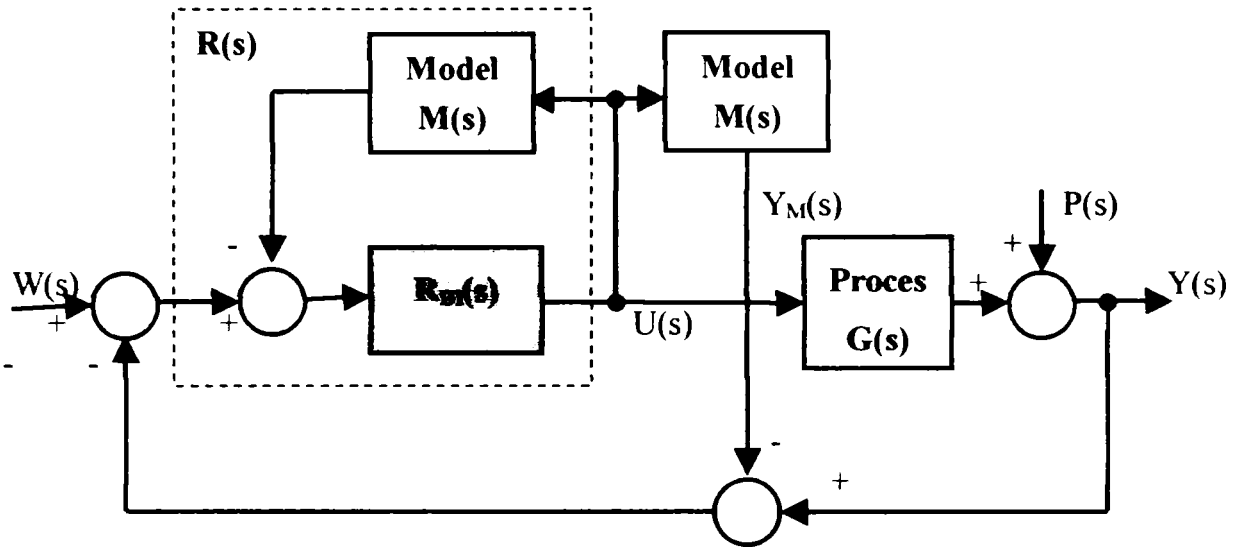 R(s)
Model
M(s)
Model
M(s)
Y_M(s)
P(s)
+
-
W(s)
+
+
-
-
Proces
G(s)
+
Y(s)
U(s)
-
+